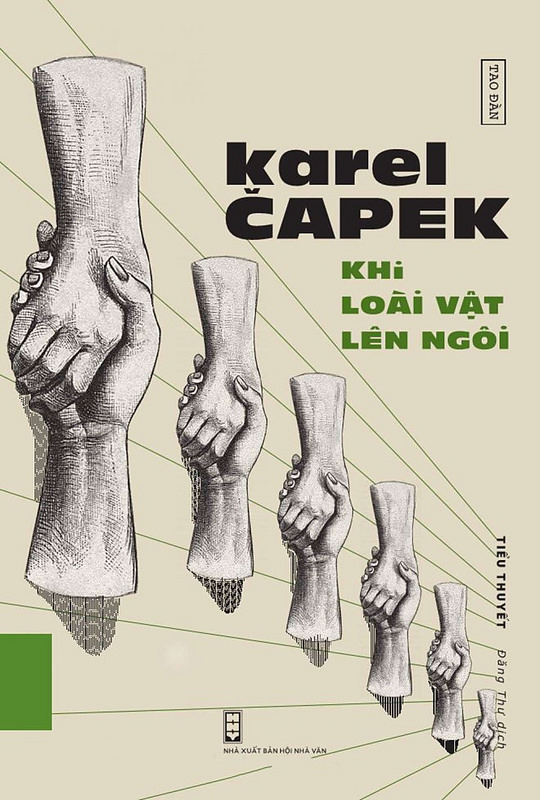 TAO ĐÀN
karel
ČAPEK
KHi
LOÀi VẬT
LÊN NGÔi
TIỂU THUYẾT
Đăng Thư dịch
NHÀ XUẤT BẢN HỘI NHÀ VĂN